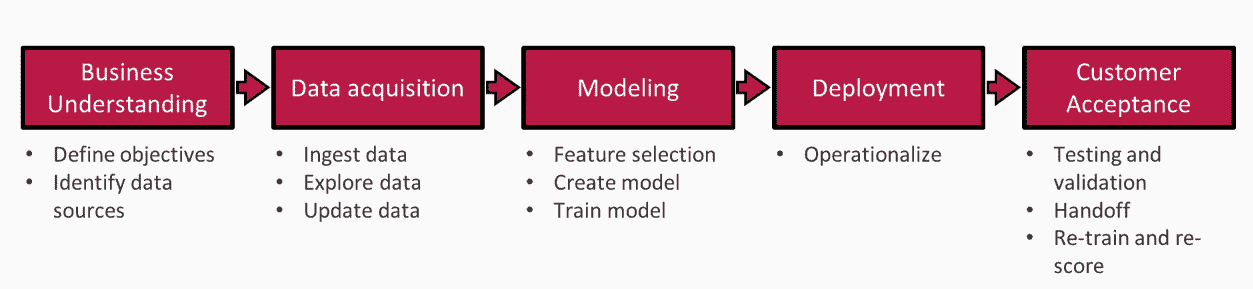 Business
Understanding
• Define objectives
• Identify data
sources
Data acquisition
• Ingest data
• Explore data
• Update data
Modeling
• Feature selection
• Create model
• Train model
Deployment
• Operationalize
Customer
Acceptance
• Testing and
validation
• Handoff
• Re-train and re-
score